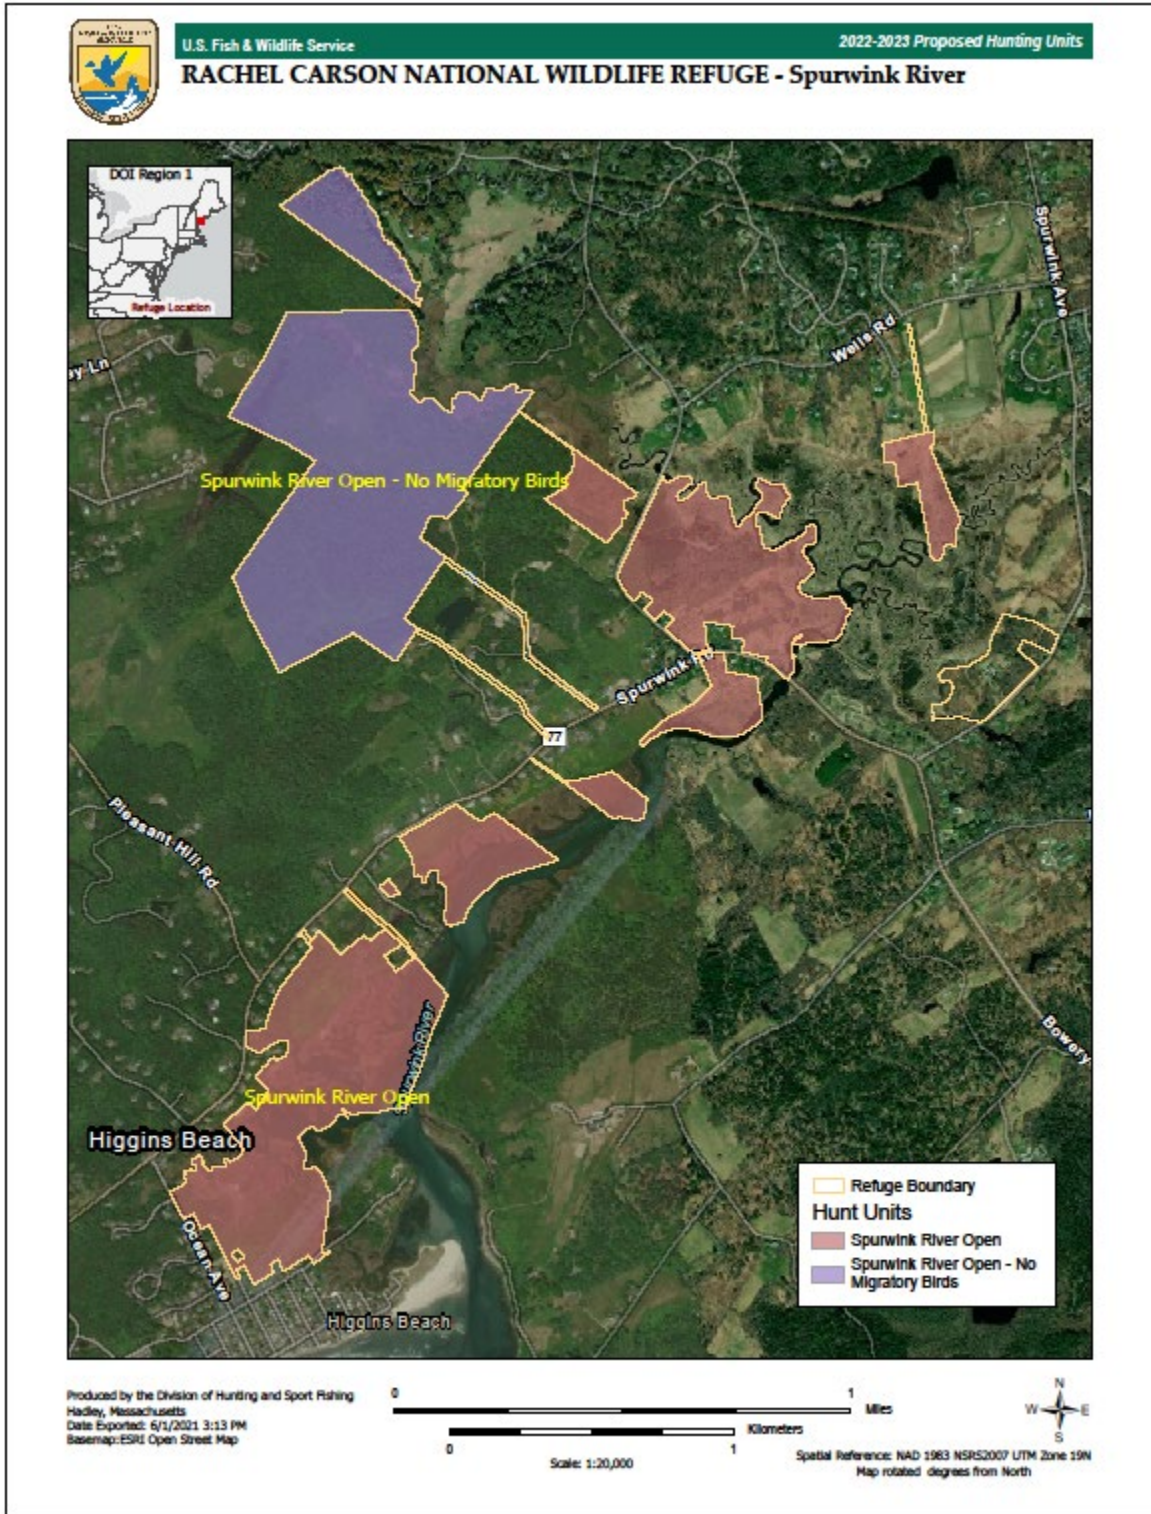 U.S. Fish & Wildlife Service
2022-2023 Proposed Hunting Units
RACHEL CARSON NATIONAL WILDLIFE REFUGE - Spurwink River
DOI Region 1
Refuge Location
Spurwink Ave
Wells Rd
ay Ln
Spurwink River Open - No Migratory Birds
Spurwink Rd
77
Pleasant Hill Rd
Spurwink River
Bowery
Spurwink River Open
Higgins Beach
Ocean Ave
Higgins Beach
Refuge Boundary
Hunt Units
Spurwink River Open
Spurwink River Open - No
Migratory Birds
Produced by the Division of Hunting and Sport Fishing
Hadley, Massachusetts
Date Exported: 6/1/2021 3:13 PM
Basemap:ESRI Open Street Map
0
1
Miles
Kilometers
0
1
Scale: 1:20,000
N
W
E
S
Spatial Reference: NAD 1983 NSRS2007 UTM Zone 19N
Map rotated degrees from North